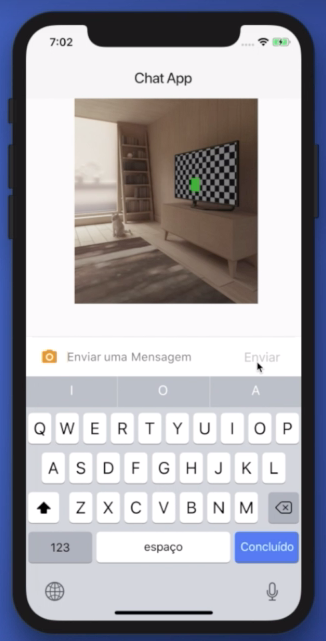 7:02
Chat App
Enviar uma Mensagem
Enviar
I O A
Q W E R T Y U I O P
A S D F G H J K L
Z X C V B N M
123 espaço Concluído